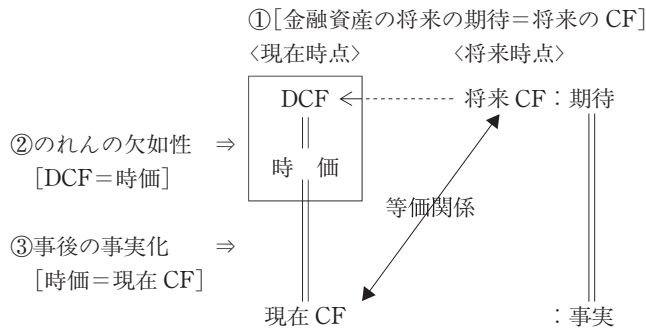 ①[金融資産の将来の期待＝将来の CF]
〈現在時点〉 〈将来時点〉
DCF 将来 CF：期待
②のれんの欠如性 ⇒
[DCF＝時価]
時 価
等価関係
③事後の事実化 ⇒
[時価＝現在 CF]
現在 CF ：事実